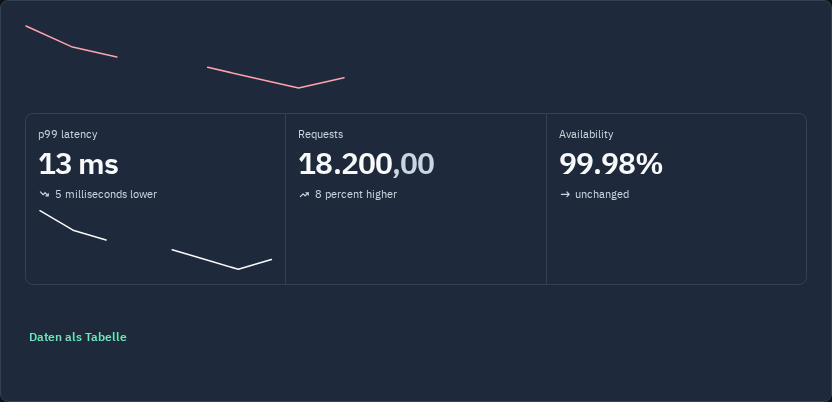 p99 latency
13 ms
5 milliseconds lower
Requests
18.200,00
8 percent higher
Availability
99.98%
unchanged
Daten als Tabelle